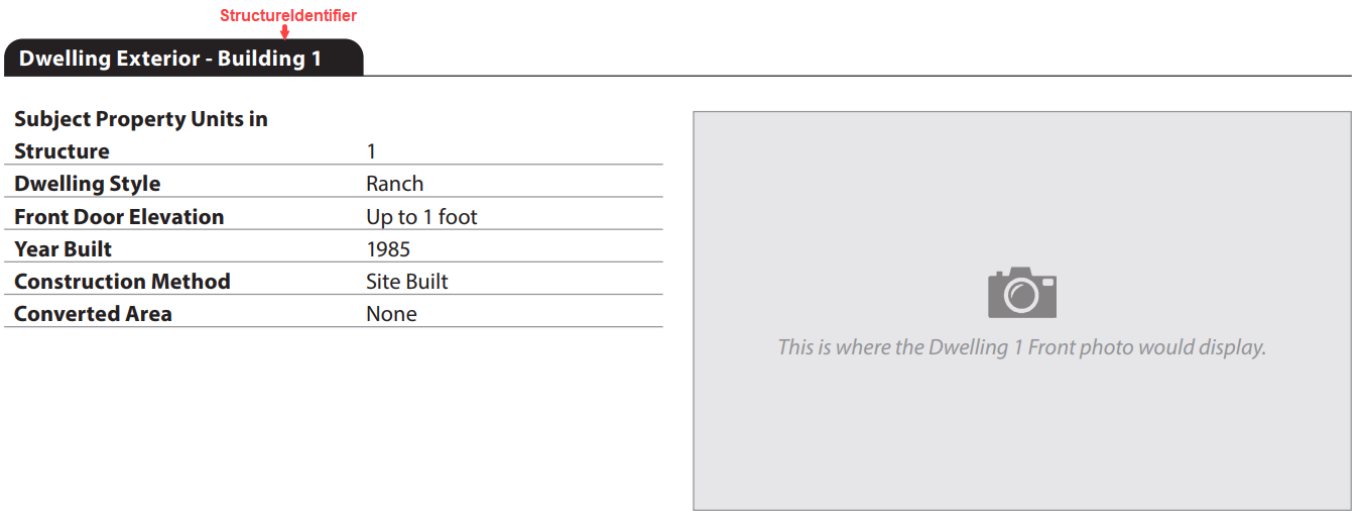 StructureIdentifier
Dwelling Exterior - Building 1
Subject Property Units in
Structure 1
Dwelling Style Ranch
Front Door Elevation Up to 1 foot
Year Built 1985
Construction Method Site Built
Converted Area None
This is where the Dwelling 1 Front photo would display.